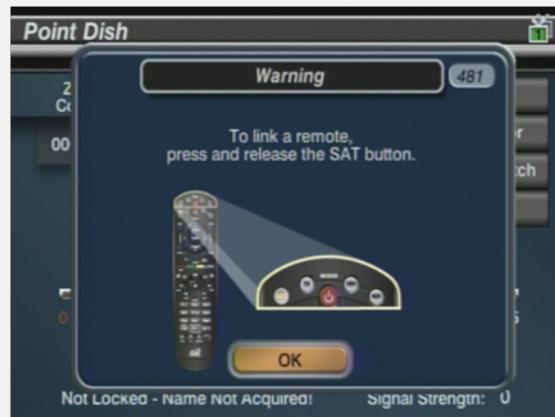 Point Dish
1
Warning
481
To link a remote,
press and release the SAT button.
OK
Not Locked - Name Not Acquired!
Signal Strength: 0